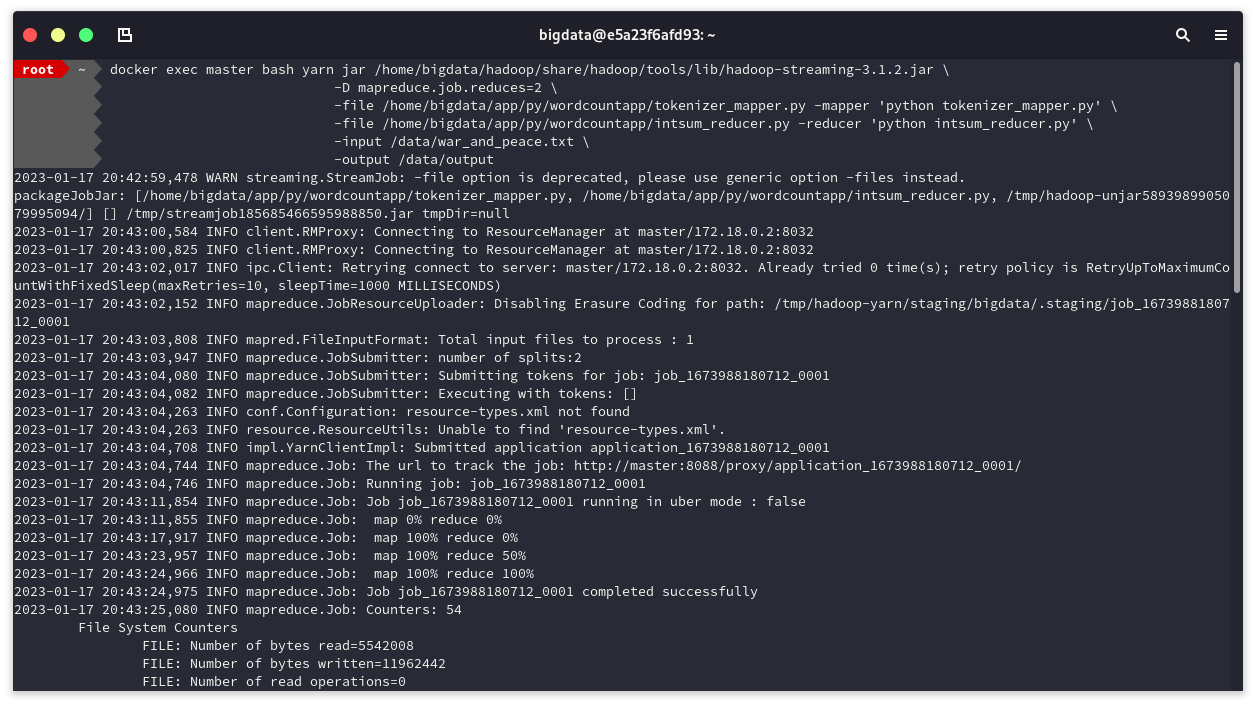 bigdata@e5a23f6afd93: ~
root ~ docker exec master bash yarn jar /home/bigdata/hadoop/share/hadoop/tools/lib/hadoop-streaming-3.1.2.jar \
-D mapreduce.job.reduces=2 \
-file /home/bigdata/app/py/wordcountapp/tokenizer_mapper.py -mapper 'python tokenizer_mapper.py' \
-file /home/bigdata/app/py/wordcountapp/intsum_reducer.py -reducer 'python intsum_reducer.py' \
-input /data/war_and_peace.txt \
-output /data/output
2023-01-17 20:42:59,478 WARN streaming.StreamJob: -file option is deprecated, please use generic option -files instead.
packageJobJar: [/home/bigdata/app/py/wordcountapp/tokenizer_mapper.py, /home/bigdata/app/py/wordcountapp/intsum_reducer.py, /tmp/hadoop-unjar58939899050
79995094/] [] /tmp/streamjob185685466595988850.jar tmpDir=null
2023-01-17 20:43:00,584 INFO client.RMProxy: Connecting to ResourceManager at master/172.18.0.2:8032
2023-01-17 20:43:00,825 INFO client.RMProxy: Connecting to ResourceManager at master/172.18.0.2:8032
2023-01-17 20:43:02,017 INFO ipc.Client: Retrying connect to server: master/172.18.0.2:8032. Already tried 0 time(s); retry policy is RetryUpToMaximumCo
untWithFixedSleep(maxRetries=10, sleepTime=1000 MILLISECONDS)
2023-01-17 20:43:02,152 INFO mapreduce.JobResourceUploader: Disabling Erasure Coding for path: /tmp/hadoop-yarn/staging/bigdata/.staging/job_16739881807
12_0001
2023-01-17 20:43:03,808 INFO mapred.FileInputFormat: Total input files to process : 1
2023-01-17 20:43:03,947 INFO mapreduce.JobSubmitter: number of splits:2
2023-01-17 20:43:04,080 INFO mapreduce.JobSubmitter: Submitting tokens for job: job_1673988180712_0001
2023-01-17 20:43:04,082 INFO mapreduce.JobSubmitter: Executing with tokens: []
2023-01-17 20:43:04,263 INFO conf.Configuration: resource-types.xml not found
2023-01-17 20:43:04,263 INFO resource.ResourceUtils: Unable to find 'resource-types.xml'.
2023-01-17 20:43:04,708 INFO impl.YarnClientImpl: Submitted application application_1673988180712_0001
2023-01-17 20:43:04,744 INFO mapreduce.Job: The url to track the job: http://master:8088/proxy/application_1673988180712_0001/
2023-01-17 20:43:04,746 INFO mapreduce.Job: Running job: job_1673988180712_0001
2023-01-17 20:43:11,854 INFO mapreduce.Job: Job job_1673988180712_0001 running in uber mode : false
2023-01-17 20:43:11,855 INFO mapreduce.Job:  map 0% reduce 0%
2023-01-17 20:43:17,917 INFO mapreduce.Job:  map 100% reduce 0%
2023-01-17 20:43:23,957 INFO mapreduce.Job:  map 100% reduce 50%
2023-01-17 20:43:24,966 INFO mapreduce.Job:  map 100% reduce 100%
2023-01-17 20:43:24,975 INFO mapreduce.Job: Job job_1673988180712_0001 completed successfully
2023-01-17 20:43:25,080 INFO mapreduce.Job: Counters: 54
File System Counters
FILE: Number of bytes read=5542008
FILE: Number of bytes written=11962442
FILE: Number of read operations=0